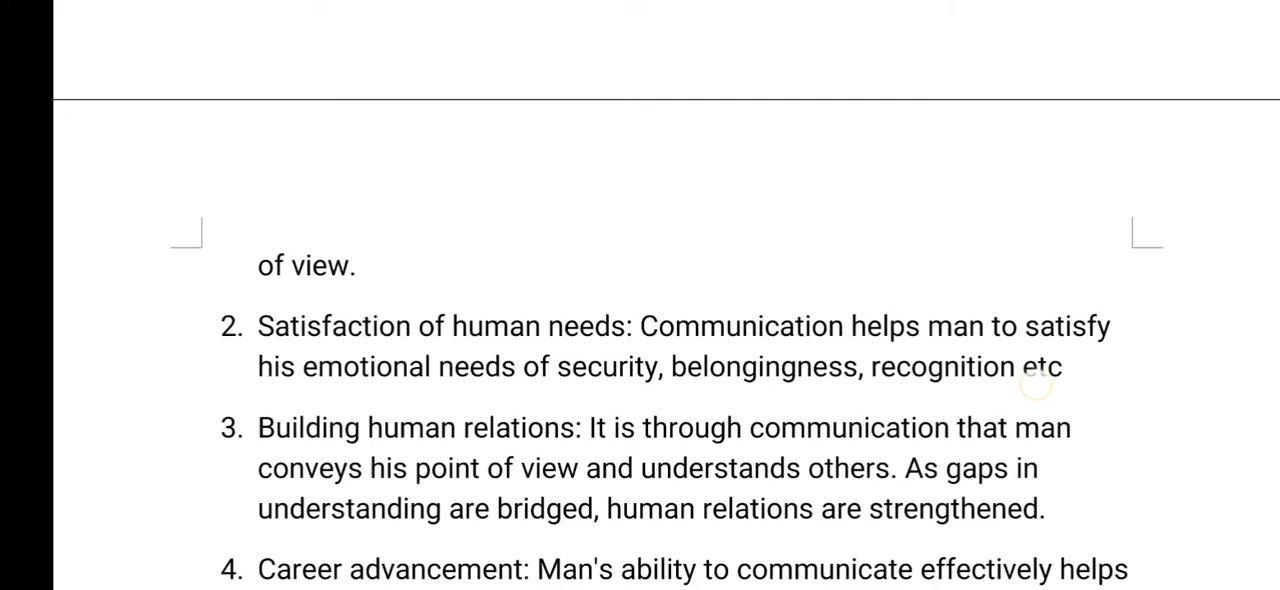 of view.
2. Satisfaction of human needs: Communication helps man to satisfy
his emotional needs of security, belongingness, recognition etc
3. Building human relations: It is through communication that man
conveys his point of view and understands others. As gaps in
understanding are bridged, human relations are strengthened.
4. Career advancement: Man's ability to communicate effectively helps